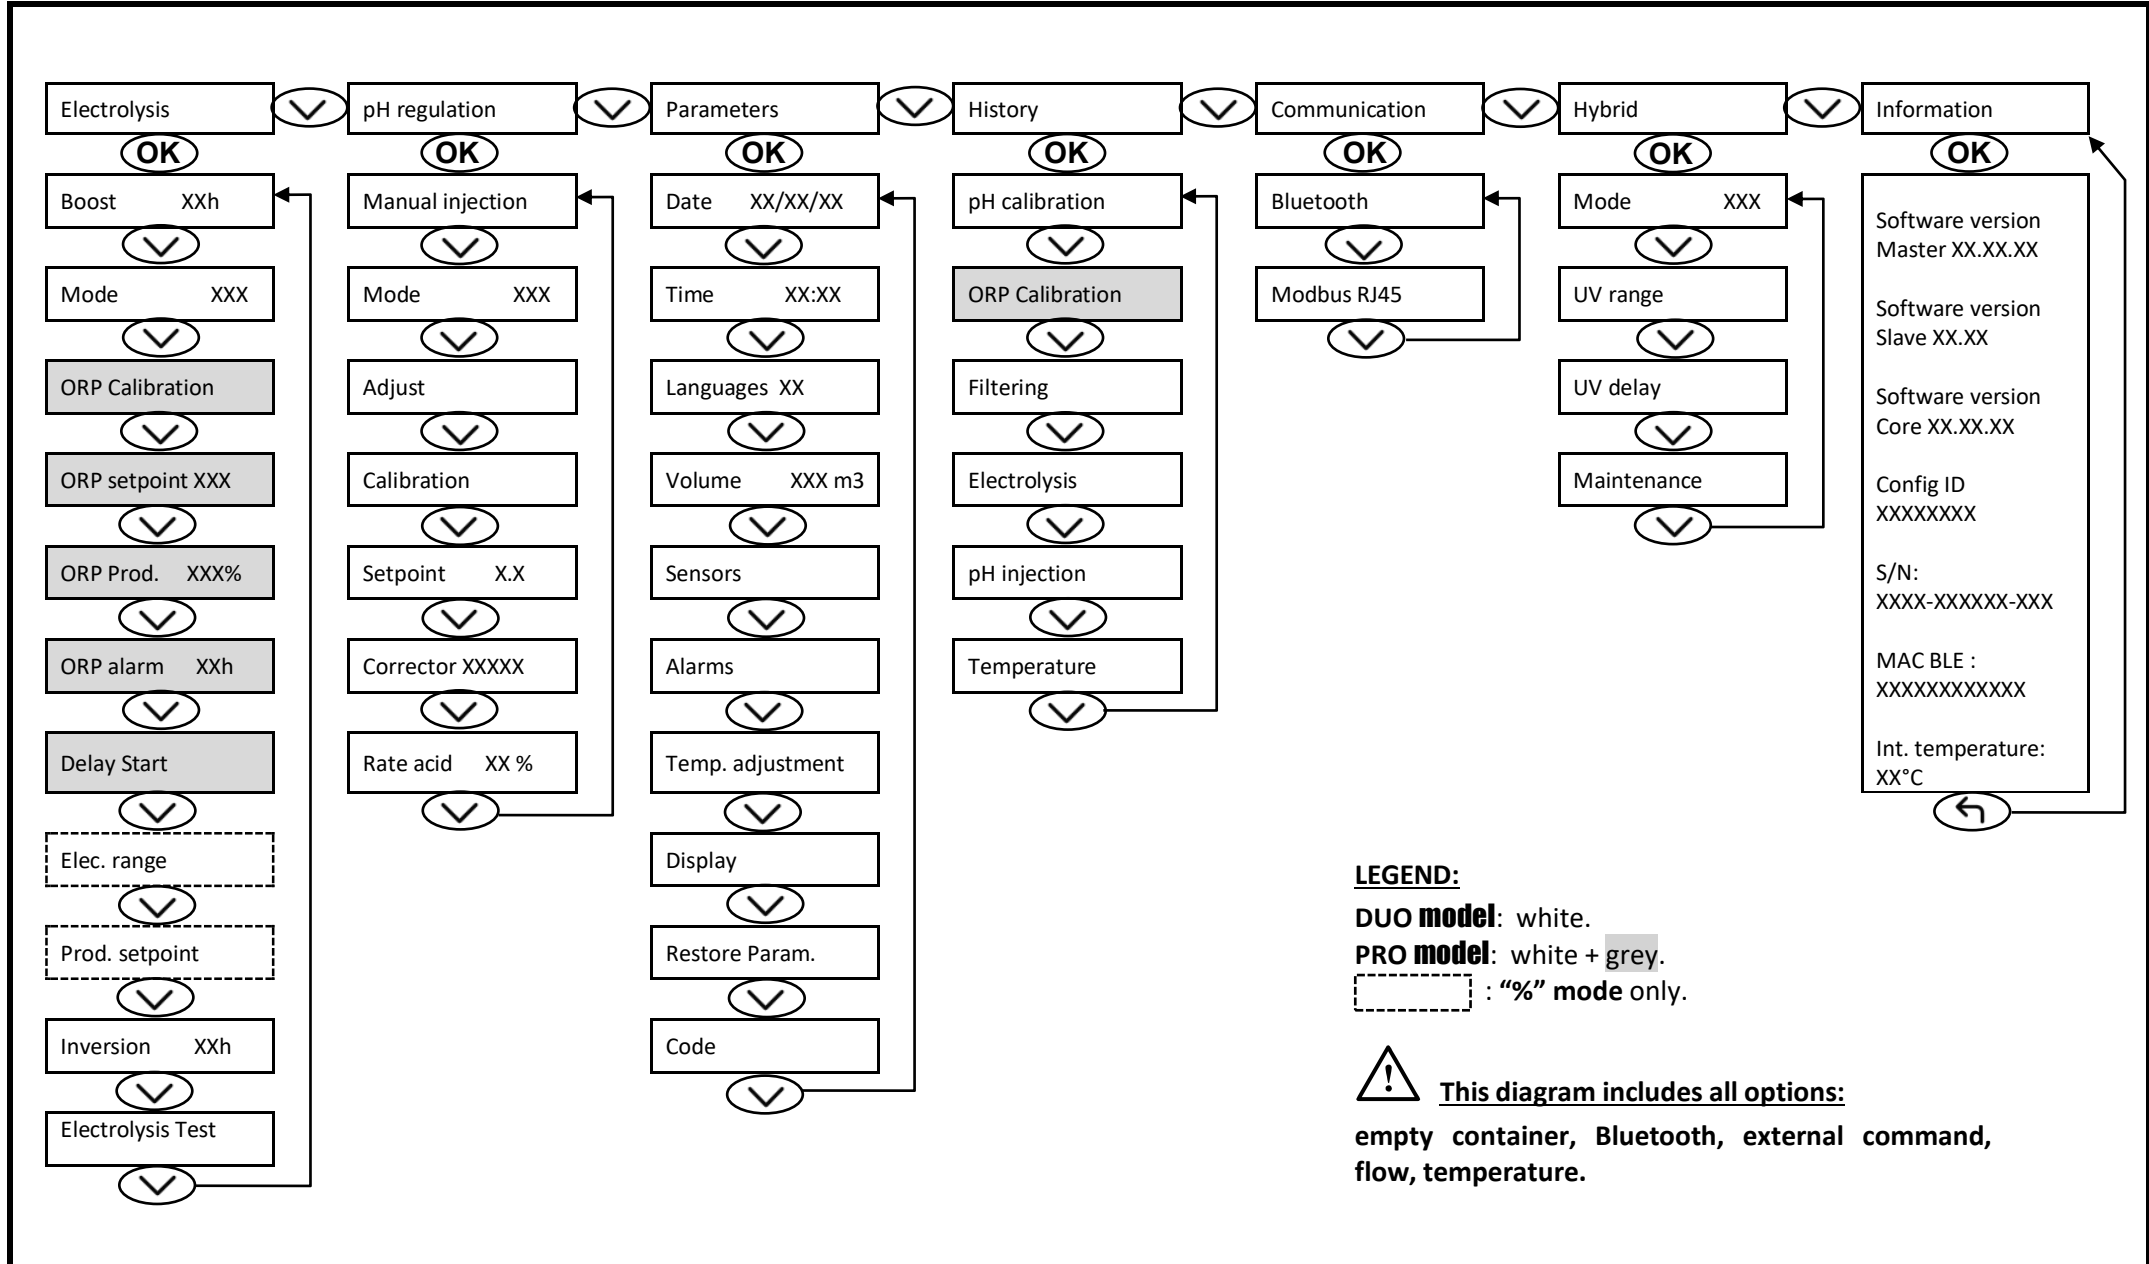 Electrolysis
OK
Boost XXh
Mode XXX
ORP Calibration
ORP setpoint XXX
ORP Prod. XXX%
ORP alarm XXh
Delay Start
Elec. range
Prod. setpoint
Inversion XXh
Electrolysis Test
pH regulation
OK
Manual injection
Mode XXX
Adjust
Calibration
Setpoint X.X
Corrector XXXXX
Rate acid XX %
Parameters
OK
Date XX/XX/XX
Time XX:XX
Languages XX
Volume XXX m3
Sensors
Alarms
Temp. adjustment
Display
Restore Param.
Code
History
OK
pH calibration
ORP Calibration
Filtering
Electrolysis
pH injection
Temperature
Communication
OK
Bluetooth
Modbus RJ45
Hybrid
OK
Mode XXX
UV range
UV delay
Maintenance
Information
OK
Software version
Master XX.XX.XX
Software version
Slave XX.XX
Software version
Core XX.XX.XX
Config ID
XXXXXXXX
S/N:
XXXX-XXXXXX-XXX
MAC BLE :
XXXXXXXXXXXX
Int. temperature:
XX°C
LEGEND:
DUO model: white.
PRO model: white + grey.
: “%” mode only.
! This diagram includes all options:
empty container, Bluetooth, external command,
flow, temperature.